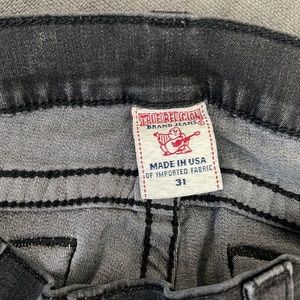 TRUE RELIGION®
BRAND JEANS
MADE IN USA
OF IMPORTED FABRIC
31